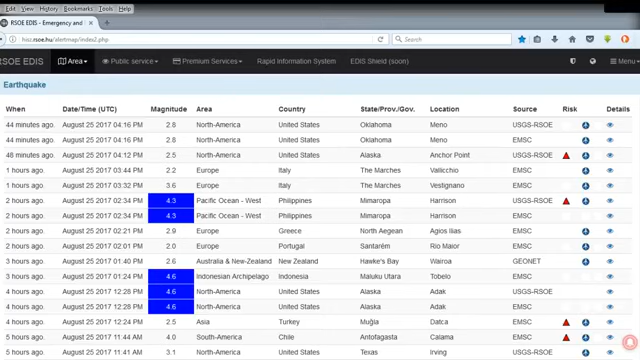 Edit View History Bookmarks Tools Help
RSOE EDIS - Emergency and
hisz.rsoe.hu/alertmap/index2.php
Search
RSOE EDIS Area Public service Premium Services Rapid Information System EDIS Shield (soon) Menu
Earthquake
When Date/Time (UTC) Magnitude Area Country State/Prov./Gov. Location Source Risk Details
44 minutes ago. August 25 2017 04:16 PM 2.8 North-America United States Oklahoma Meno USGS-RSOE
44 minutes ago. August 25 2017 04:16 PM 2.8 North-America United States Oklahoma Meno EMSC
48 minutes ago. August 25 2017 04:12 PM 2.5 North-America United States Alaska Anchor Point USGS-RSOE
1 hours ago. August 25 2017 03:44 PM 2.2 Europe Italy The Marches Vallicchio EMSC
1 hours ago. August 25 2017 03:32 PM 3.6 Europe Italy The Marches Vestignano EMSC
2 hours ago. August 25 2017 02:34 PM 4.3 Pacific Ocean - West Philippines Mimaropa Harrison USGS-RSOE
2 hours ago. August 25 2017 02:34 PM 4.3 Pacific Ocean - West Philippines Mimaropa Harrison EMSC
2 hours ago. August 25 2017 02:21 PM 2.9 Europe Greece North Aegean Agios Ilias EMSC
2 hours ago. August 25 2017 02:01 PM 2.0 Europe Portugal Santarém Rio Maior EMSC
3 hours ago. August 25 2017 01:40 PM 2.6 Australia & New-Zealand New Zealand Hawke's Bay Wairoa GEONET
3 hours ago. August 25 2017 01:24 PM 4.6 Indonesian Archipelago Indonesia Maluku Utara Tobelo EMSC
4 hours ago. August 25 2017 12:28 PM 4.6 North-America United States Alaska Adak USGS-RSOE
4 hours ago. August 25 2017 12:28 PM 4.6 North-America United States Alaska Adak EMSC
4 hours ago. August 25 2017 12:24 PM 2.5 Asia Turkey Muğla Datca EMSC
5 hours ago. August 25 2017 11:44 AM 4.0 South-America Chile Antofagasta Calama EMSC
5 hours ago. August 25 2017 11:41 AM 3.1 North-America United States Texas Irving USGS-RSOE